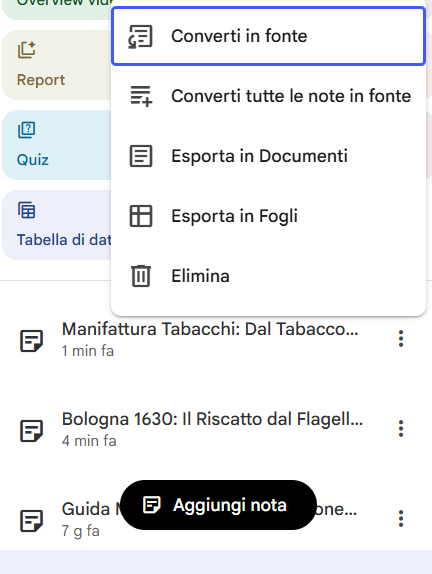 Overview vid
Converti in fonte
Report
Converti tutte le note in fonte
Quiz
Esporta in Documenti
Tabella di dat
Esporta in Fogli
Elimina
Manifattura Tabacchi: Dal Tabacco...
1 min fa
Bologna 1630: Il Riscatto dal Flagell...
4 min fa
Guida M
one...
Aggiungi nota
7 g fa